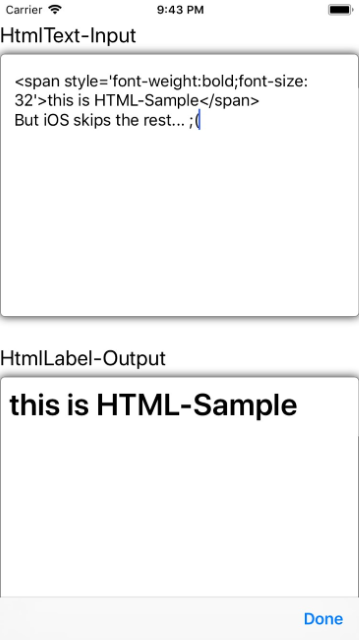 Carrier 9:43 PM
HtmlText-Input
<span style='font-weight:bold;font-size:
32'>this is HTML-Sample</span>
But iOS skips the rest... ;(
HtmlLabel-Output
this is HTML-Sample
Done